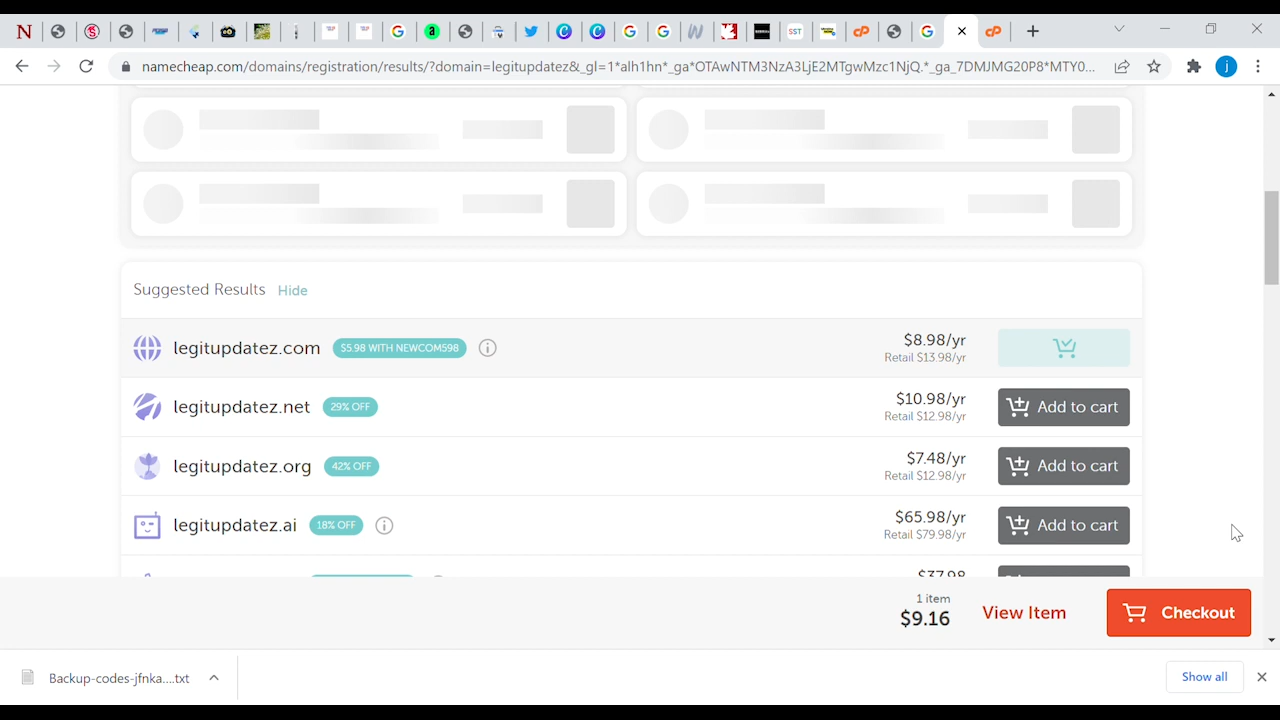 namecheap.com/domains/registration/results/?domain=legitupdatez&_gl=1*alh1hn*_ga*OTAwNTM3NzA3LjE2MTgwMzc1NjQ.*_ga_7DMJMG20P8*MTY0...
Suggested Results Hide
legitupdatez.com $5.98 WITH NEWCOM598 $8.98/yr
Retail $13.98/yr
legitupdatez.net 29% OFF $10.98/yr Add to cart
Retail $12.98/yr
legitupdatez.org 42% OFF $7.48/yr Add to cart
Retail $12.98/yr
legitupdatez.ai 18% OFF $65.98/yr Add to cart
Retail $79.98/yr
$37.98
1 item
$9.16 View Item Checkout
Backup-codes-jfnka....txt Show all